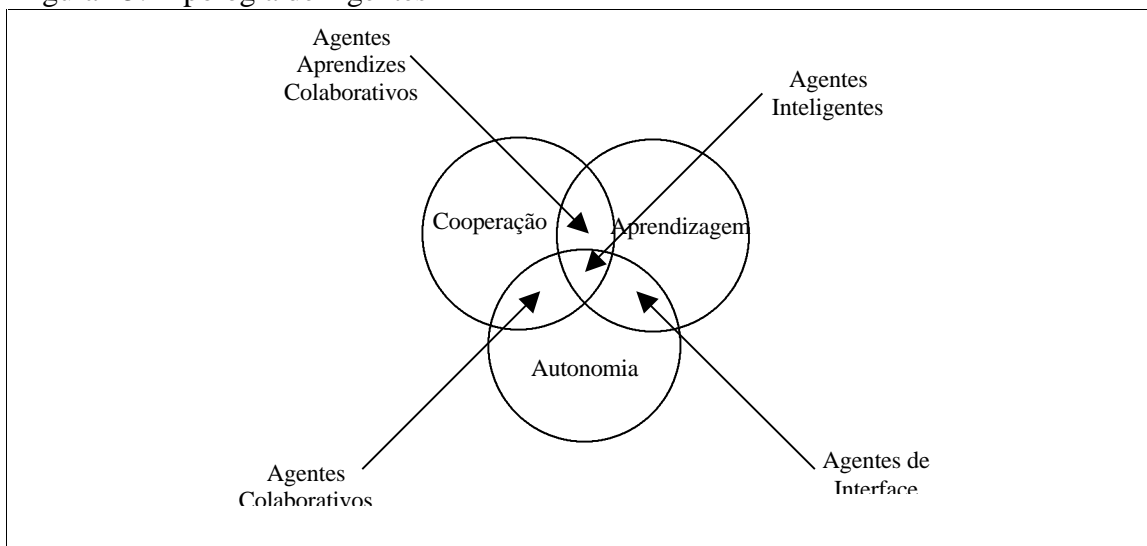 Agentes
Aprendizes
Colaborativos
Agentes
Inteligentes
Cooperação
Aprendizagem
Autonomia
Agentes
Colaborativos
Agentes de
Interface